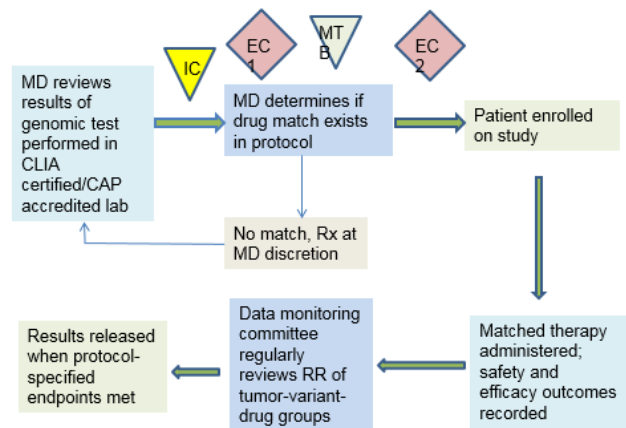 IC
EC
1
MT
B
EC
2
MD reviews
results of
genomic test
performed in
CLIA
certified/CAP
accredited lab
MD determines if
drug match exists
in protocol
Patient enrolled
on study
No match, Rx at
MD discretion
Results released
when protocol-
specified
endpoints met
Data monitoring
committee
regularly
reviews RR of
tumor-variant-
drug groups
Matched therapy
administered;
safety and
efficacy outcomes
recorded